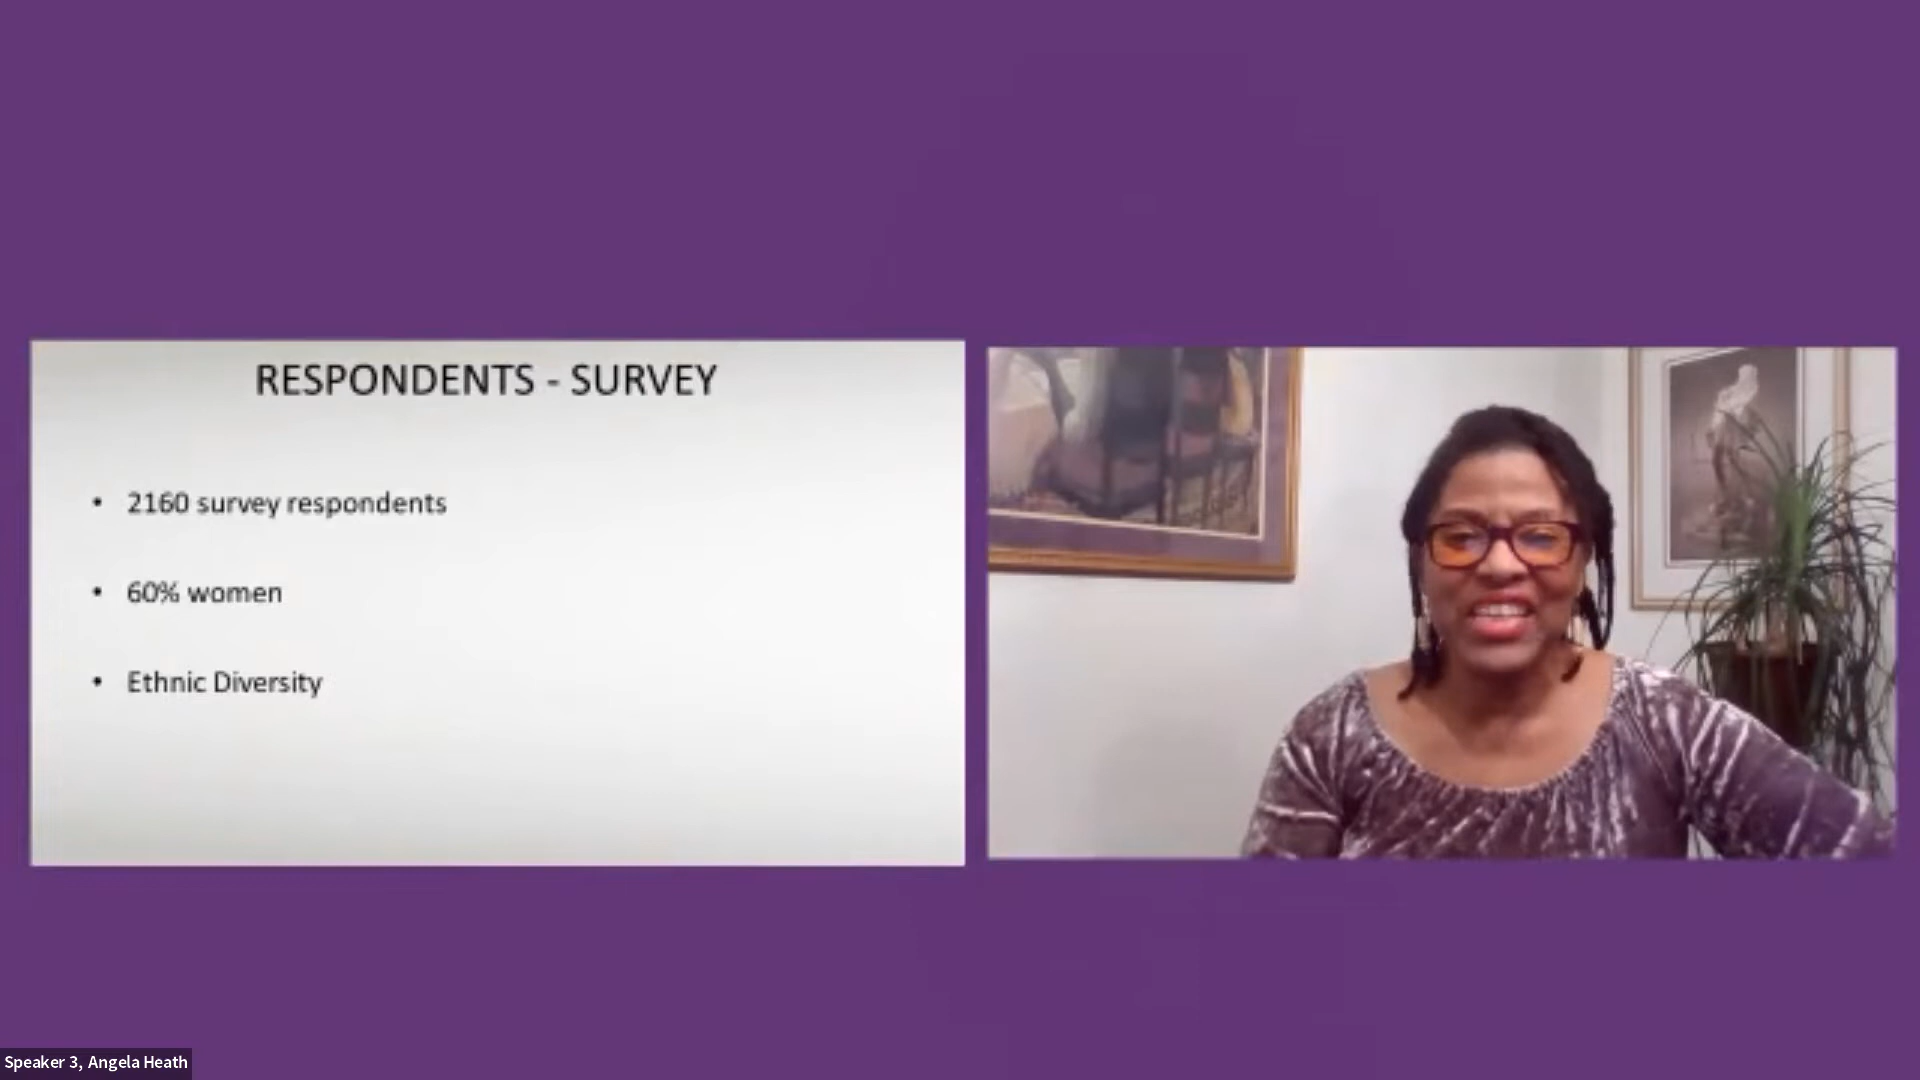 RESPONDENTS - SURVEY
• 2160 survey respondents
• 60% women
• Ethnic Diversity
Speaker 3, Angela Heath